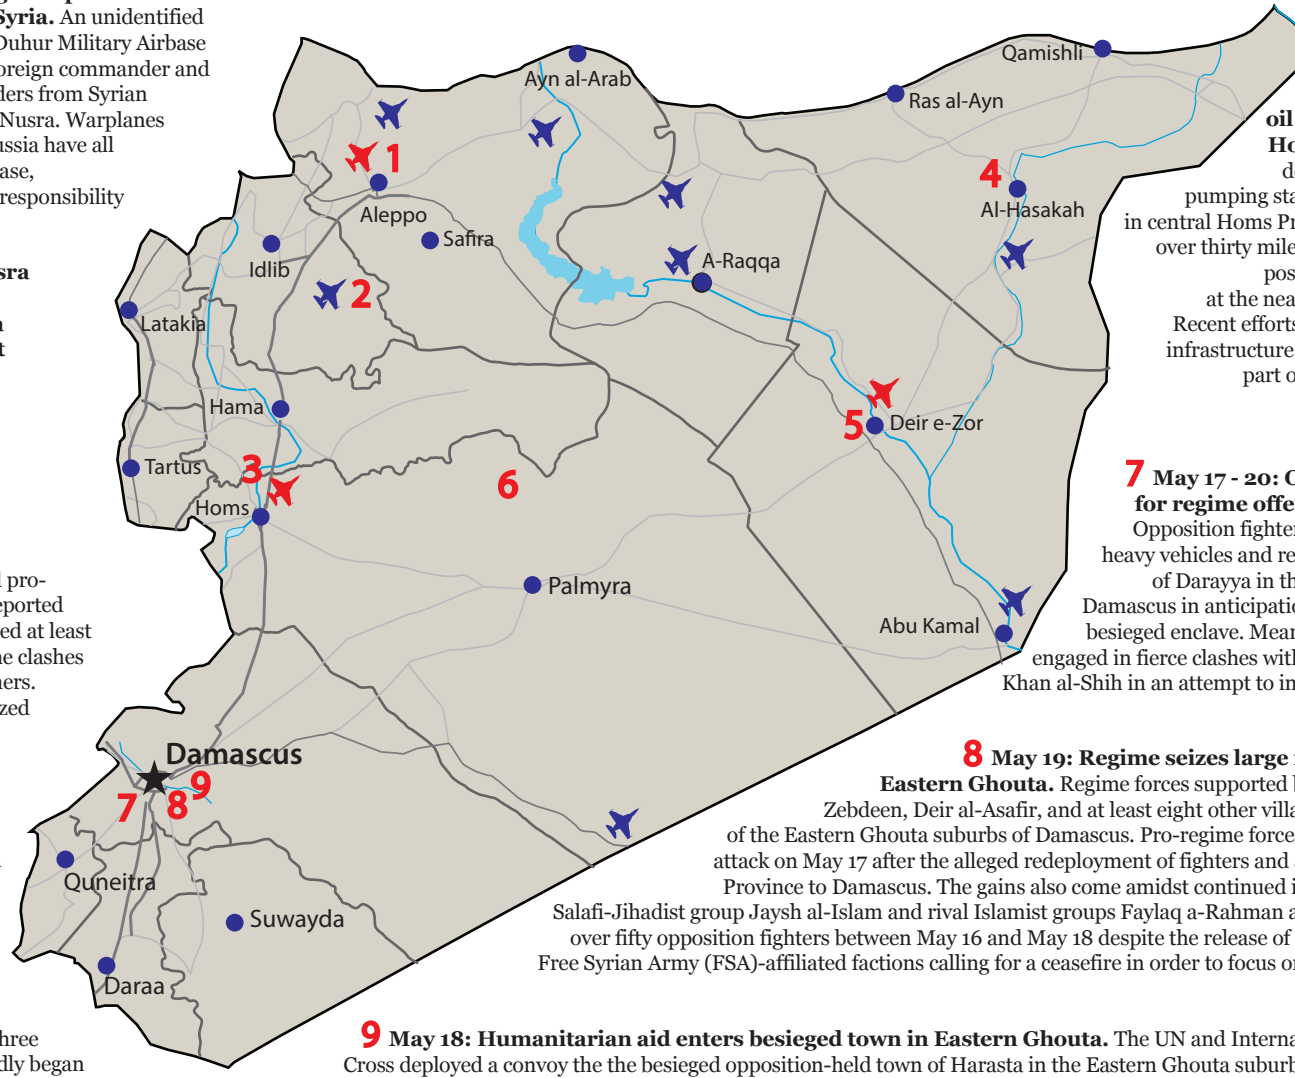 Syria. An unidentified
Duhur Military Airbase
oreign commander and
ders from Syrian
Nusra. Warplanes
ussia have all
ase,
responsibility
sra
t
l pro-
eported
ed at least
he clashes
ners.
zed
hree
dly began
Qamishli
Ayn al-Arab
Ras al-Ayn
1
4
Aleppo
Al-Hasakah
Safira
Idlib
A-Raqqa
2
Latakia
Hama
5
Deir e-Zor
Tartus
3
6
Homs
Palmyra
Abu Kamal
Damascus
7
8
9
Quneitra
Suwayda
Daraa
oil
Ho
de
pumping sta
in central Homs Pr
over thirty mile
pos
at the nea
Recent efforts
infrastructure
part o
7 May 17 - 20: O
for regime offe
Opposition fighter
heavy vehicles and re
of Darayya in th
Damascus in anticipatio
besieged enclave. Mean
engaged in fierce clashes with
Khan al-Shih in an attempt to in
8 May 19: Regime seizes large
Eastern Ghouta. Regime forces supported b
Zebdeen, Deir al-Asafir, and at least eight other villa
of the Eastern Ghouta suburbs of Damascus. Pro-regime force
attack on May 17 after the alleged redeployment of fighters and
Province to Damascus. The gains also come amidst continued i
Salafi-Jihadist group Jaysh al-Islam and rival Islamist groups Faylaq a-Rahman a
over fifty opposition fighters between May 16 and May 18 despite the release of
Free Syrian Army (FSA)-affiliated factions calling for a ceasefire in order to focus o
9 May 18: Humanitarian aid enters besieged town in Eastern Ghouta. The UN and Interna
Cross deployed a convoy the the besieged opposition-held town of Harasta in the Eastern Ghouta suburb